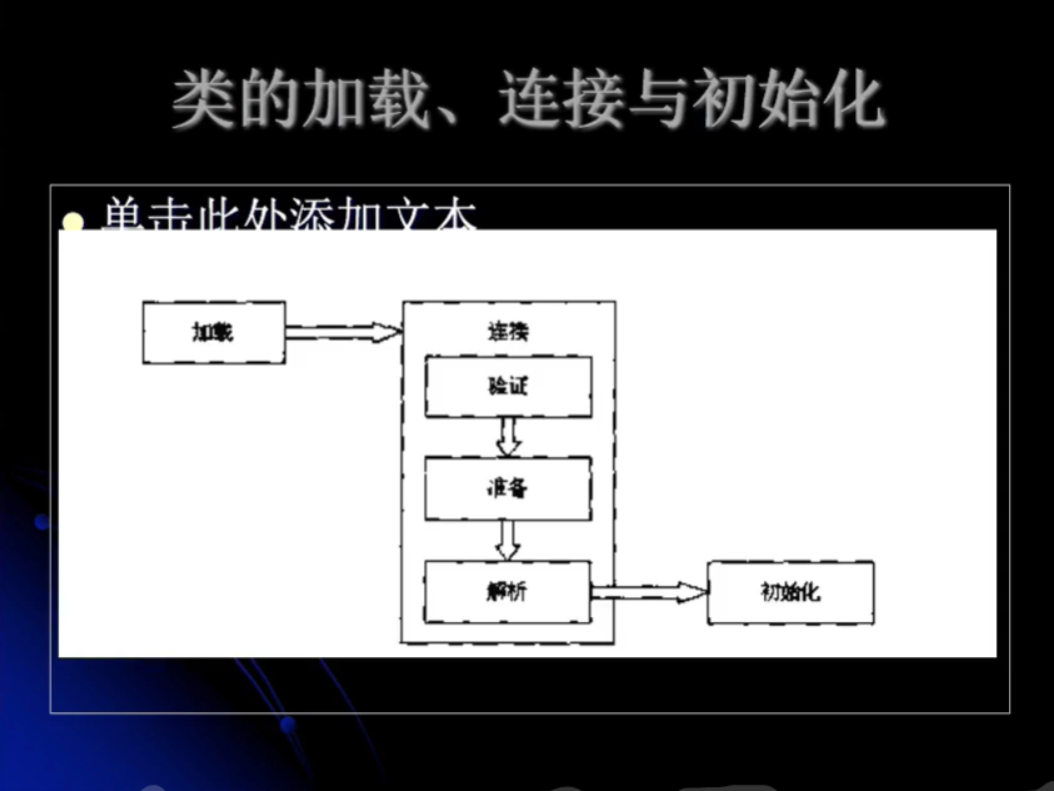 类的加载、连接与初始化
单击此处添加文本
加载
连接
验证
准备
解析
初始化